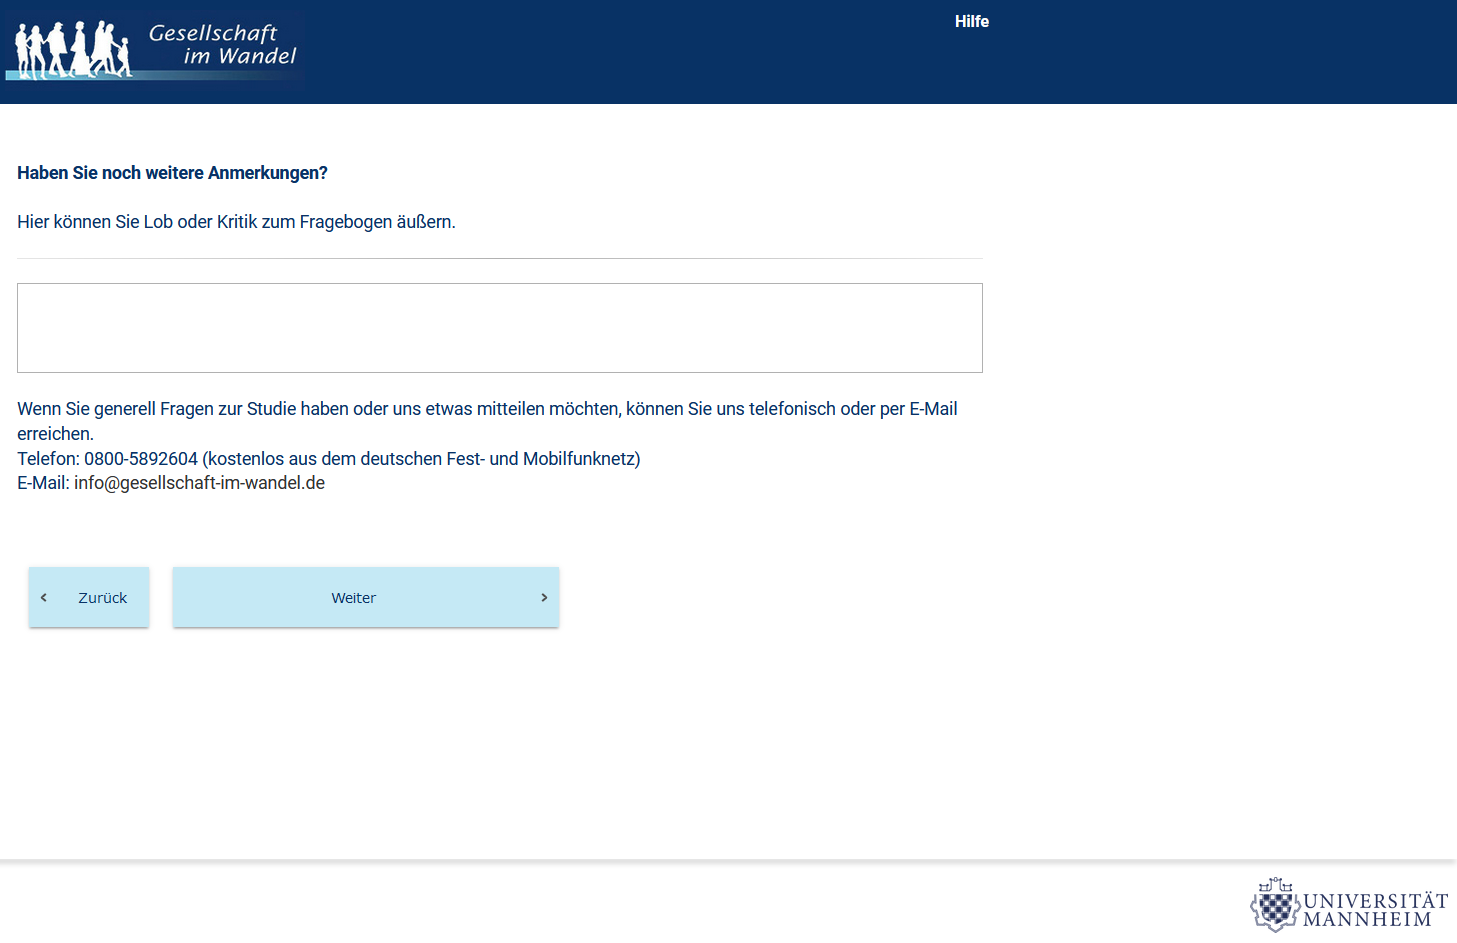 Gesellschaft
im Wandel
Hilfe
Haben Sie noch weitere Anmerkungen?
Hier können Sie Lob oder Kritik zum Fragebogen äußern.
Wenn Sie generell Fragen zur Studie haben oder uns etwas mitteilen möchten, können Sie uns telefonisch oder per E-Mail
erreichen.
Telefon: 0800-5892604 (kostenlos aus dem deutschen Fest- und Mobilfunknetz)
E-Mail: info@gesellschaft-im-wandel.de
Zurück
Weiter
UNIVERSITÄT
MANNHEIM